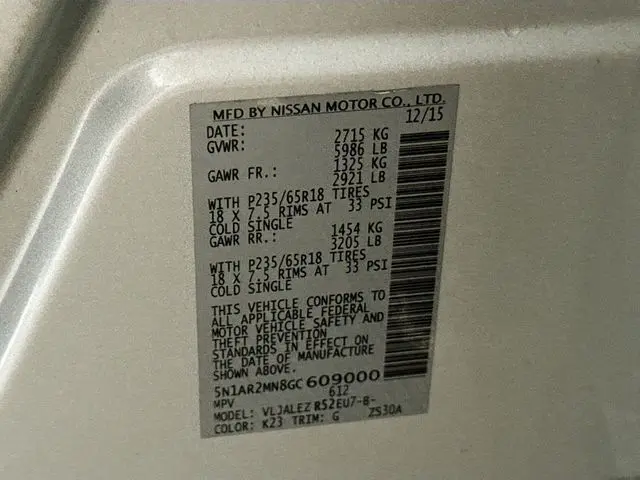 MFD BY NISSAN MOTOR CO., LTD.
DATE: 12/15
GVWR: 2715 KG
5986 LB
GAWR FR.: 1325 KG
2921 LB
WITH P235/65R18 TIRES
18 X 7.5 RIMS AT 33 PSI
COLD SINGLE
GAWR RR.: 1454 KG
3205 LB
WITH P235/65R18 TIRES
18 X 7.5 RIMS AT 33 PSI
COLD SINGLE
THIS VEHICLE CONFORMS TO
ALL APPLICABLE FEDERAL
MOTOR VEHICLE SAFETY AND
THEFT PREVENTION
STANDARDS IN EFFECT ON
THE DATE OF MANUFACTURE
SHOWN ABOVE.
5N1AR2MN8GC609000
MPV 612
MODEL: VLJALEZ R52EU7-B-
COLOR: K23 TRIM: G ZS30A